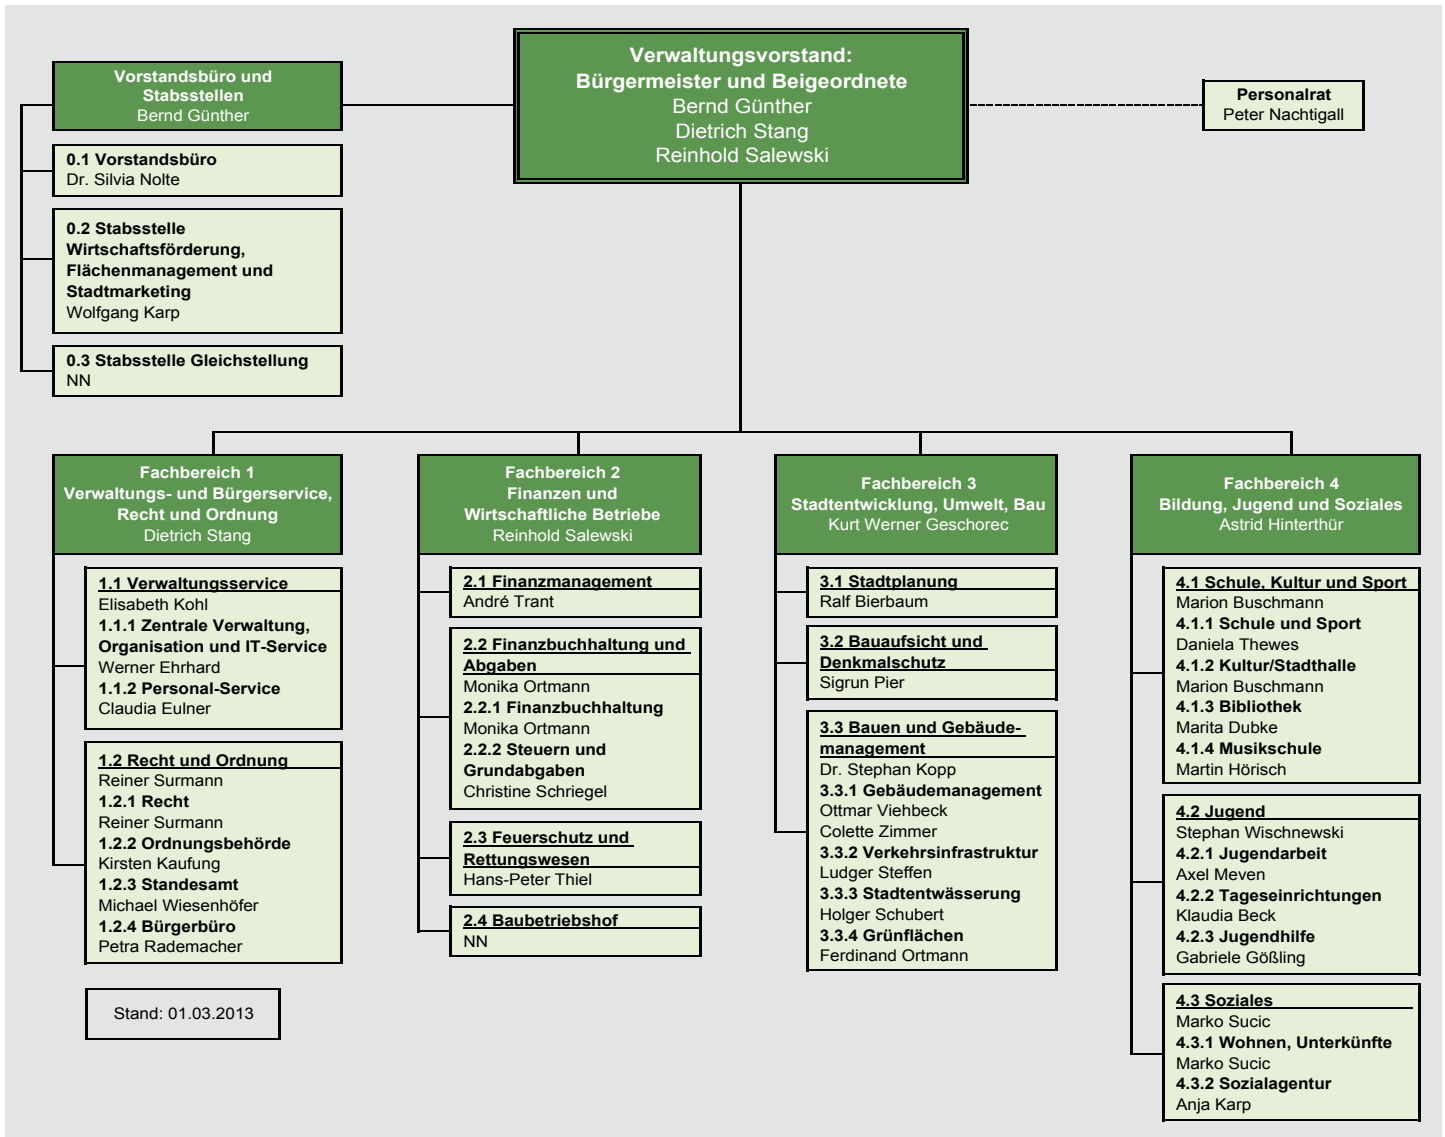 Verwaltungsvorstand:
Bürgermeister und Beigeordnete
Bernd Günther
Dietrich Stang
Reinhold Salewski
Vorstandsbüro und
Stabsstellen
Bernd Günther
Personalrat
Peter Nachtigall
0.1 Vorstandsbüro
Dr. Silvia Nolte
0.2 Stabsstelle
Wirtschaftsförderung,
Flächenmanagement und
Stadtmarketing
Wolfgang Karp
0.3 Stabsstelle Gleichstellung
NN
Fachbereich 1
Verwaltungs- und Bürgerservice,
Recht und Ordnung
Dietrich Stang
1.1 Verwaltungsservice
Elisabeth Kohl
1.1.1 Zentrale Verwaltung,
Organisation und IT-Service
Werner Ehrhard
1.1.2 Personal-Service
Claudia Eulner
1.2 Recht und Ordnung
Reiner Surmann
1.2.1 Recht
Reiner Surmann
1.2.2 Ordnungsbehörde
Kirsten Kaufung
1.2.3 Standesamt
Michael Wiesenhöfer
1.2.4 Bürgerbüro
Petra Rademacher
Stand: 01.03.2013
Fachbereich 2
Finanzen und
Wirtschaftliche Betriebe
Reinhold Salewski
2.1 Finanzmanagement
André Trant
2.2 Finanzbuchhaltung und
Abgaben
Monika Ortmann
2.2.1 Finanzbuchhaltung
Monika Ortmann
2.2.2 Steuern und
Grundabgaben
Christine Schriegel
2.3 Feuerschutz und
Rettungswesen
Hans-Peter Thiel
2.4 Baubetriebshof
NN
Fachbereich 3
Stadtentwicklung, Umwelt, Bau
Kurt Werner Geschorec
3.1 Stadtplanung
Ralf Bierbaum
3.2 Bauaufsicht und
Denkmalschutz
Sigrun Pier
3.3 Bauen und Gebäude-
management
Dr. Stephan Kopp
3.3.1 Gebäudemanagement
Ottmar Viehbeck
Colette Zimmer
3.3.2 Verkehrsinfrastruktur
Ludger Steffen
3.3.3 Stadtentwässerung
Holger Schubert
3.3.4 Grünflächen
Ferdinand Ortmann
Fachbereich 4
Bildung, Jugend und Soziales
Astrid Hinterthür
4.1 Schule, Kultur und Sport
Marion Buschmann
4.1.1 Schule und Sport
Daniela Thewes
4.1.2 Kultur/Stadthalle
Marion Buschmann
4.1.3 Bibliothek
Marita Dubke
4.1.4 Musikschule
Martin Hörisch
4.2 Jugend
Stephan Wischnewski
4.2.1 Jugendarbeit
Axel Meven
4.2.2 Tageseinrichtungen
Klaudia Beck
4.2.3 Jugendhilfe
Gabriele Gößling
4.3 Soziales
Marko Sucic
4.3.1 Wohnen, Unterkünfte
Marko Sucic
4.3.2 Sozialagentur
Anja Karp